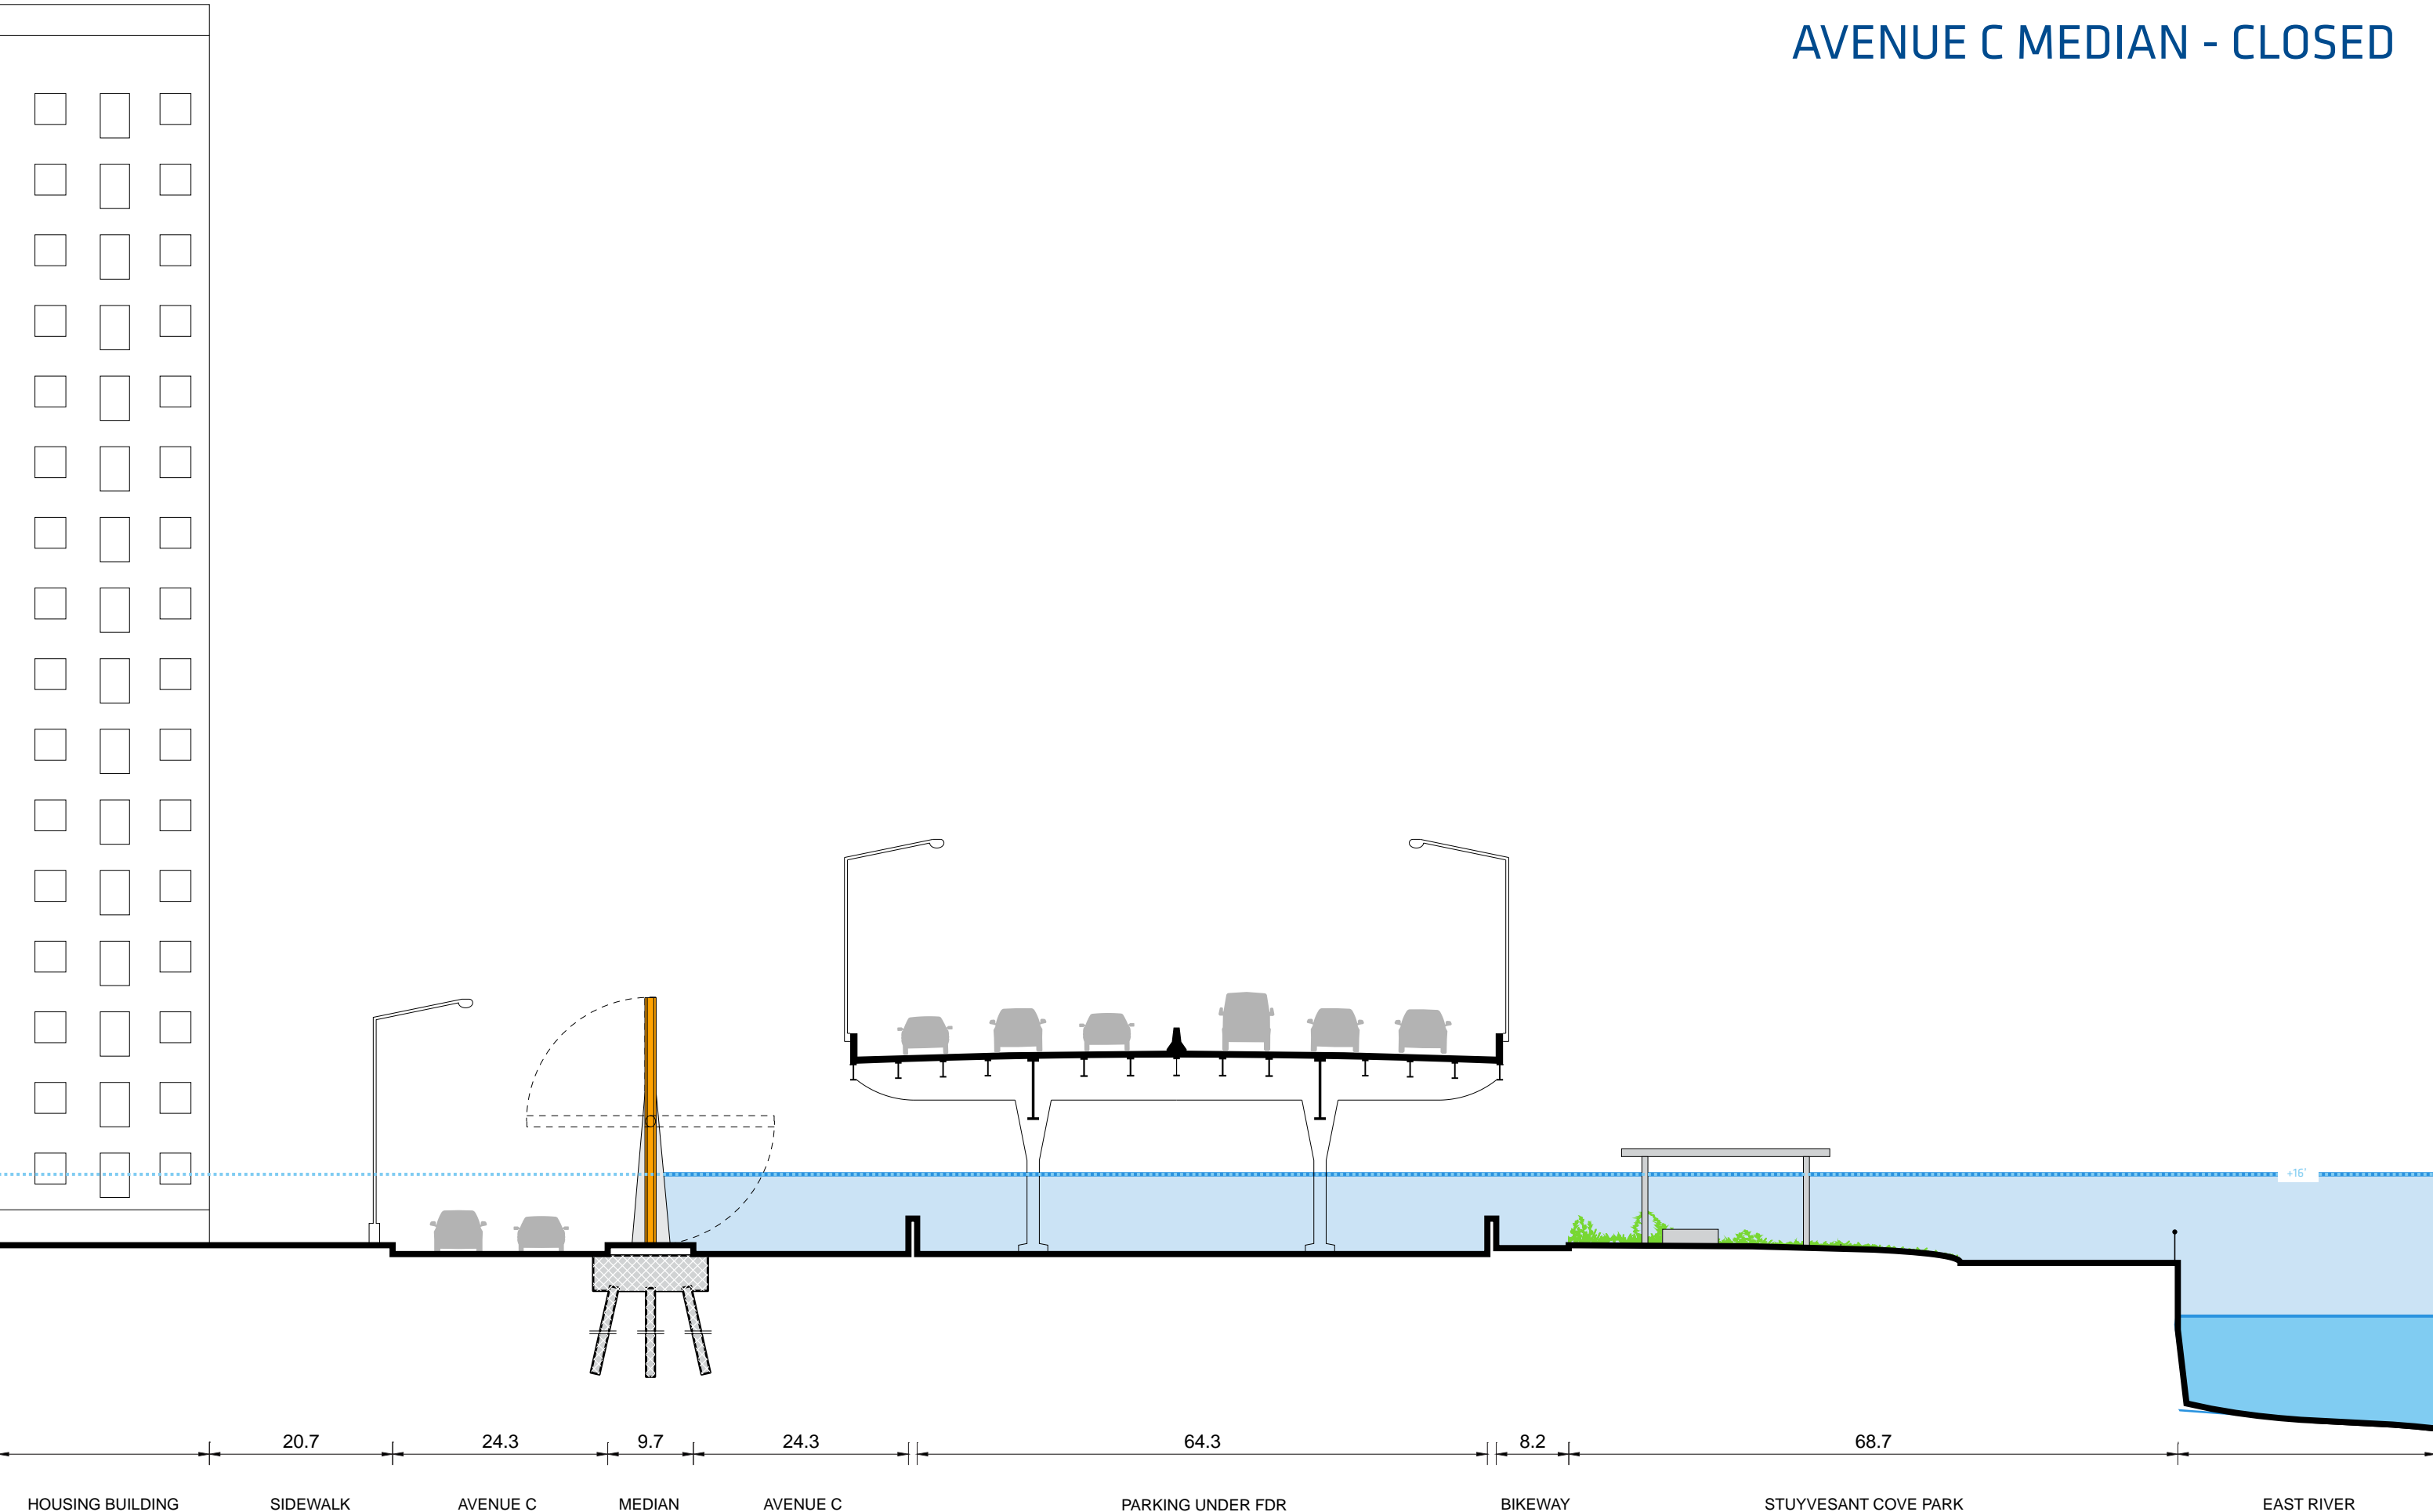 AVENUE C MEDIAN - CLOSED
+16'
20.7 24.3 9.7 24.3 64.3 8.2 68.7
HOUSING BUILDING SIDEWALK AVENUE C MEDIAN AVENUE C PARKING UNDER FDR BIKEWAY STUYVESANT COVE PARK EAST RIVER